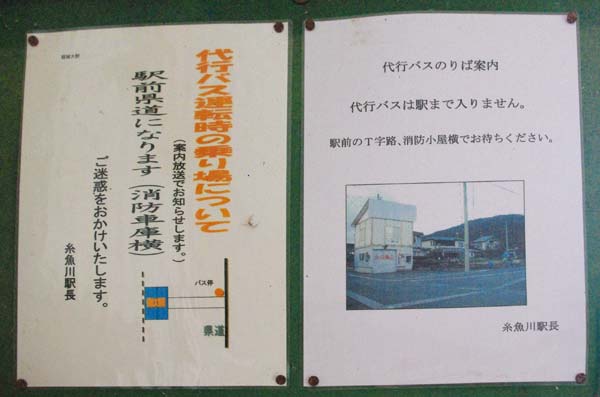 頸城大野
代行バス運転時の乗り場について
(案内放送でお知らせします。)
駅前県道になります(消防車庫横)
ご迷惑をおかけいたします。
糸魚川駅長
バス停
県道
代行バスのりば案内
代行バスは駅まで入りません。
駅前のT字路、消防小屋横でお待ちください。
糸魚川駅長